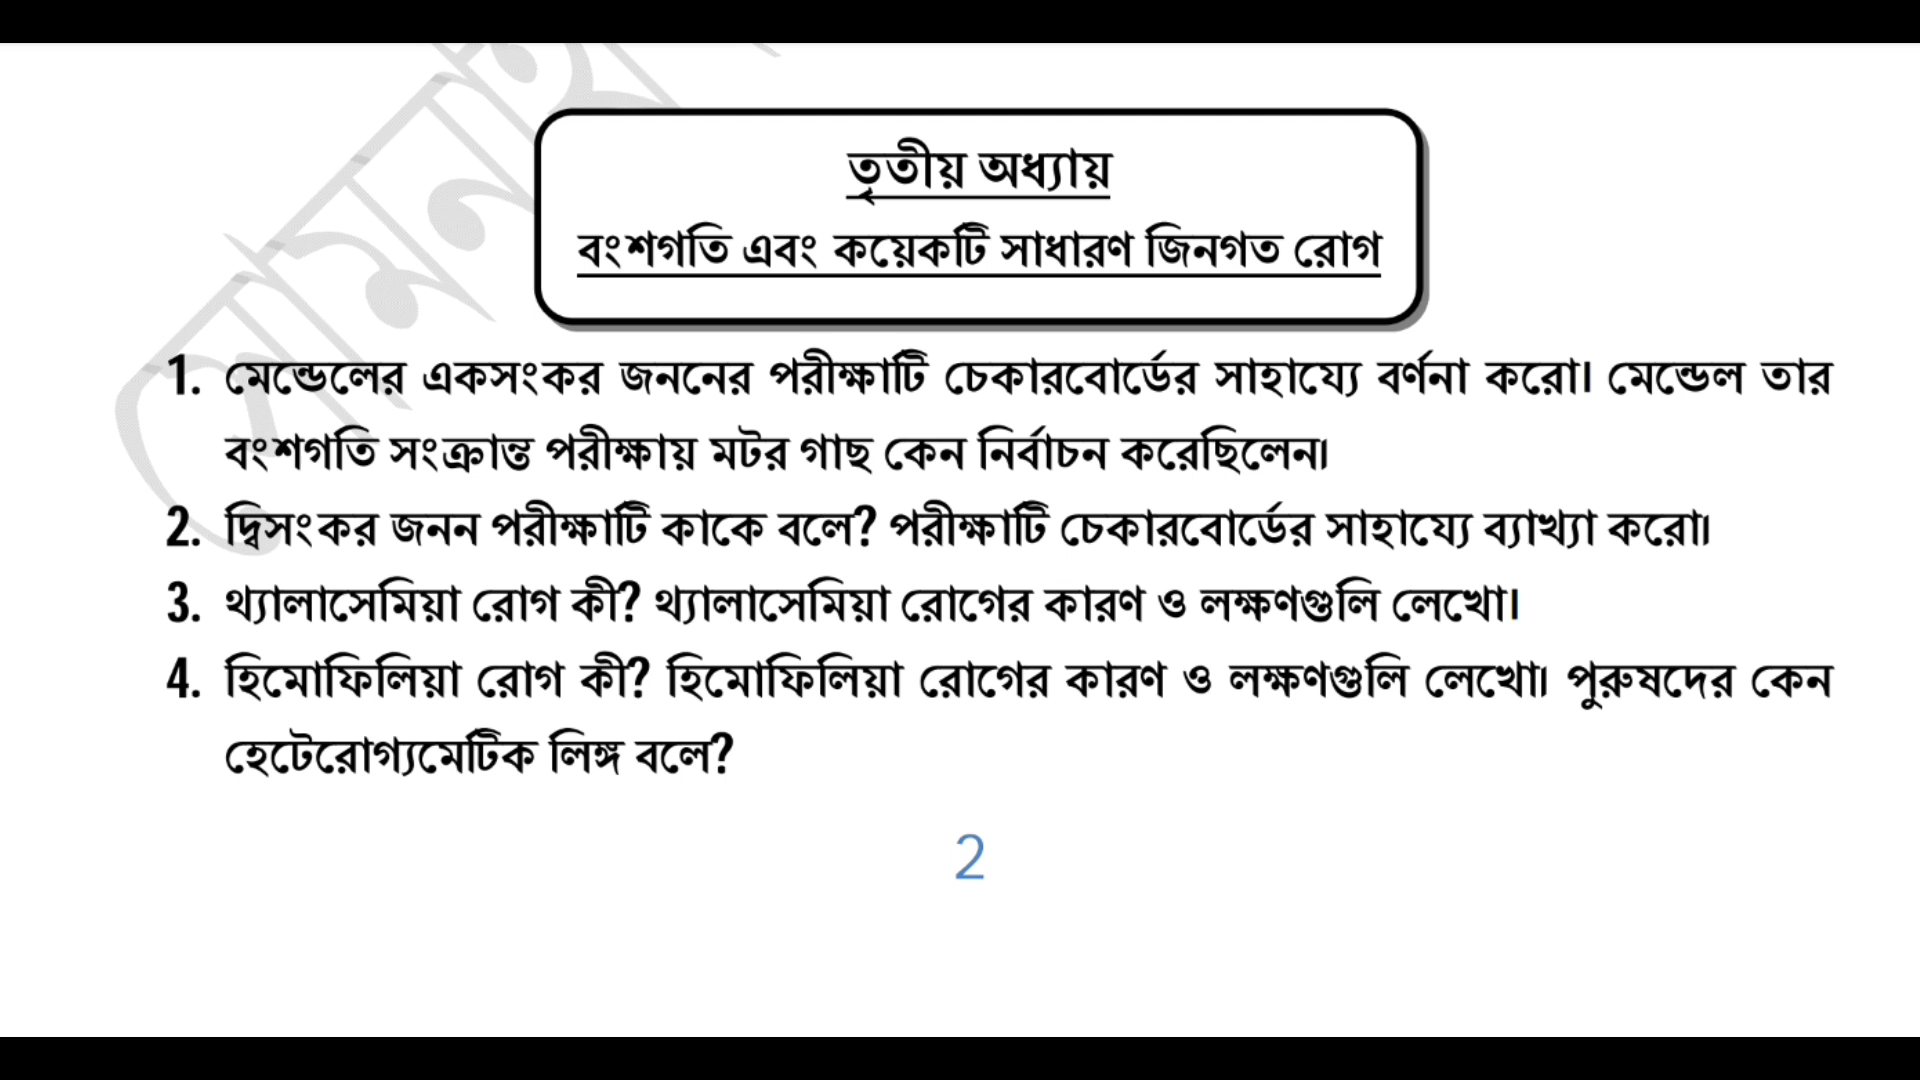 তৃতীয় অধ্যায়
বংশগতি এবং কয়েকটি সাধারণ জিনগত রোগ
1. মেন্ডেলের একসংকর জননের পরীক্ষাটি চেকারবোর্ডের সাহায্যে বর্ণনা করো। মেন্ডেল তার
বংশগতি সংক্রান্ত পরীক্ষায় মটর গাছ কেন নির্বাচন করেছিলেন।
2. দ্বিসংকর জনন পরীক্ষাটি কাকে বলে? পরীক্ষাটি চেকারবোর্ডের সাহায্যে ব্যাখ্যা করো।
3. থ্যালাসেমিয়া রোগ কী? থ্যালাসেমিয়া রোগের কারণ ও লক্ষণগুলি লেখো।
4. হিমোফিলিয়া রোগ কী? হিমোফিলিয়া রোগের কারণ ও লক্ষণগুলি লেখো। পুরুষদের কেন
হেটেরোগ্যমেটিক লিঙ্গ বলে?
2